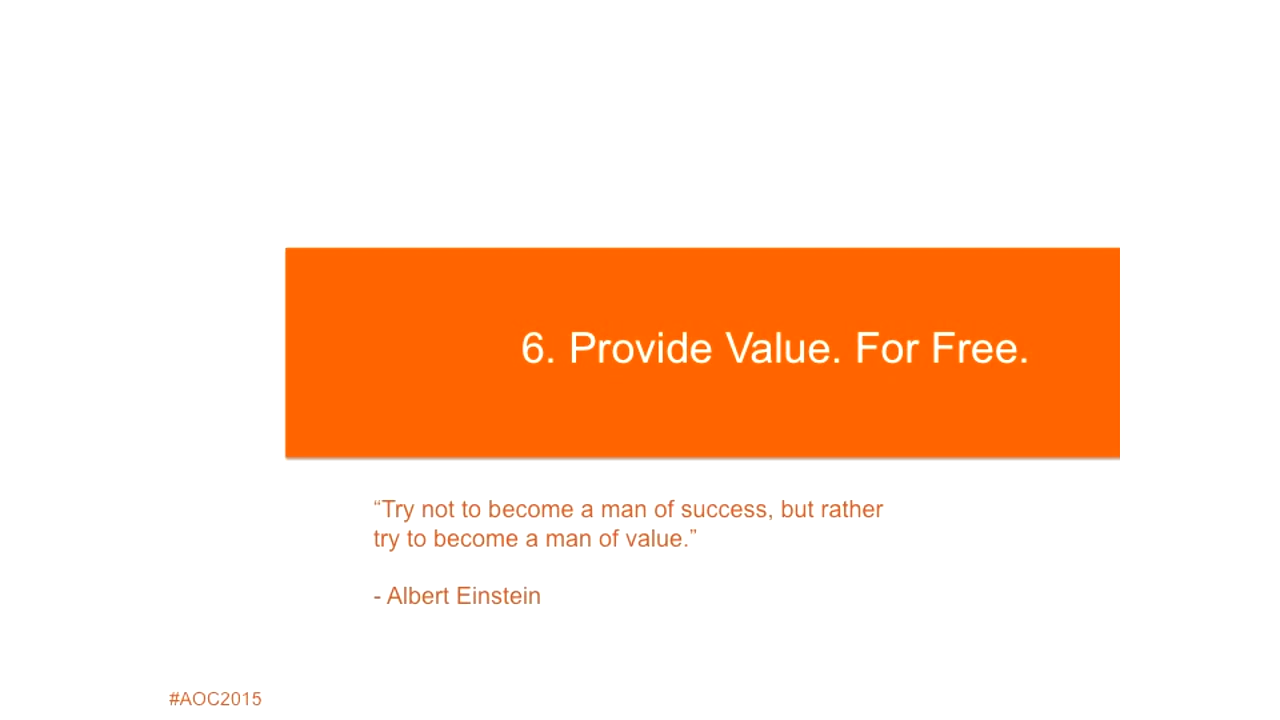 6. Provide Value. For Free.
“Try not to become a man of success, but rather
try to become a man of value.”
- Albert Einstein
#AOC2015